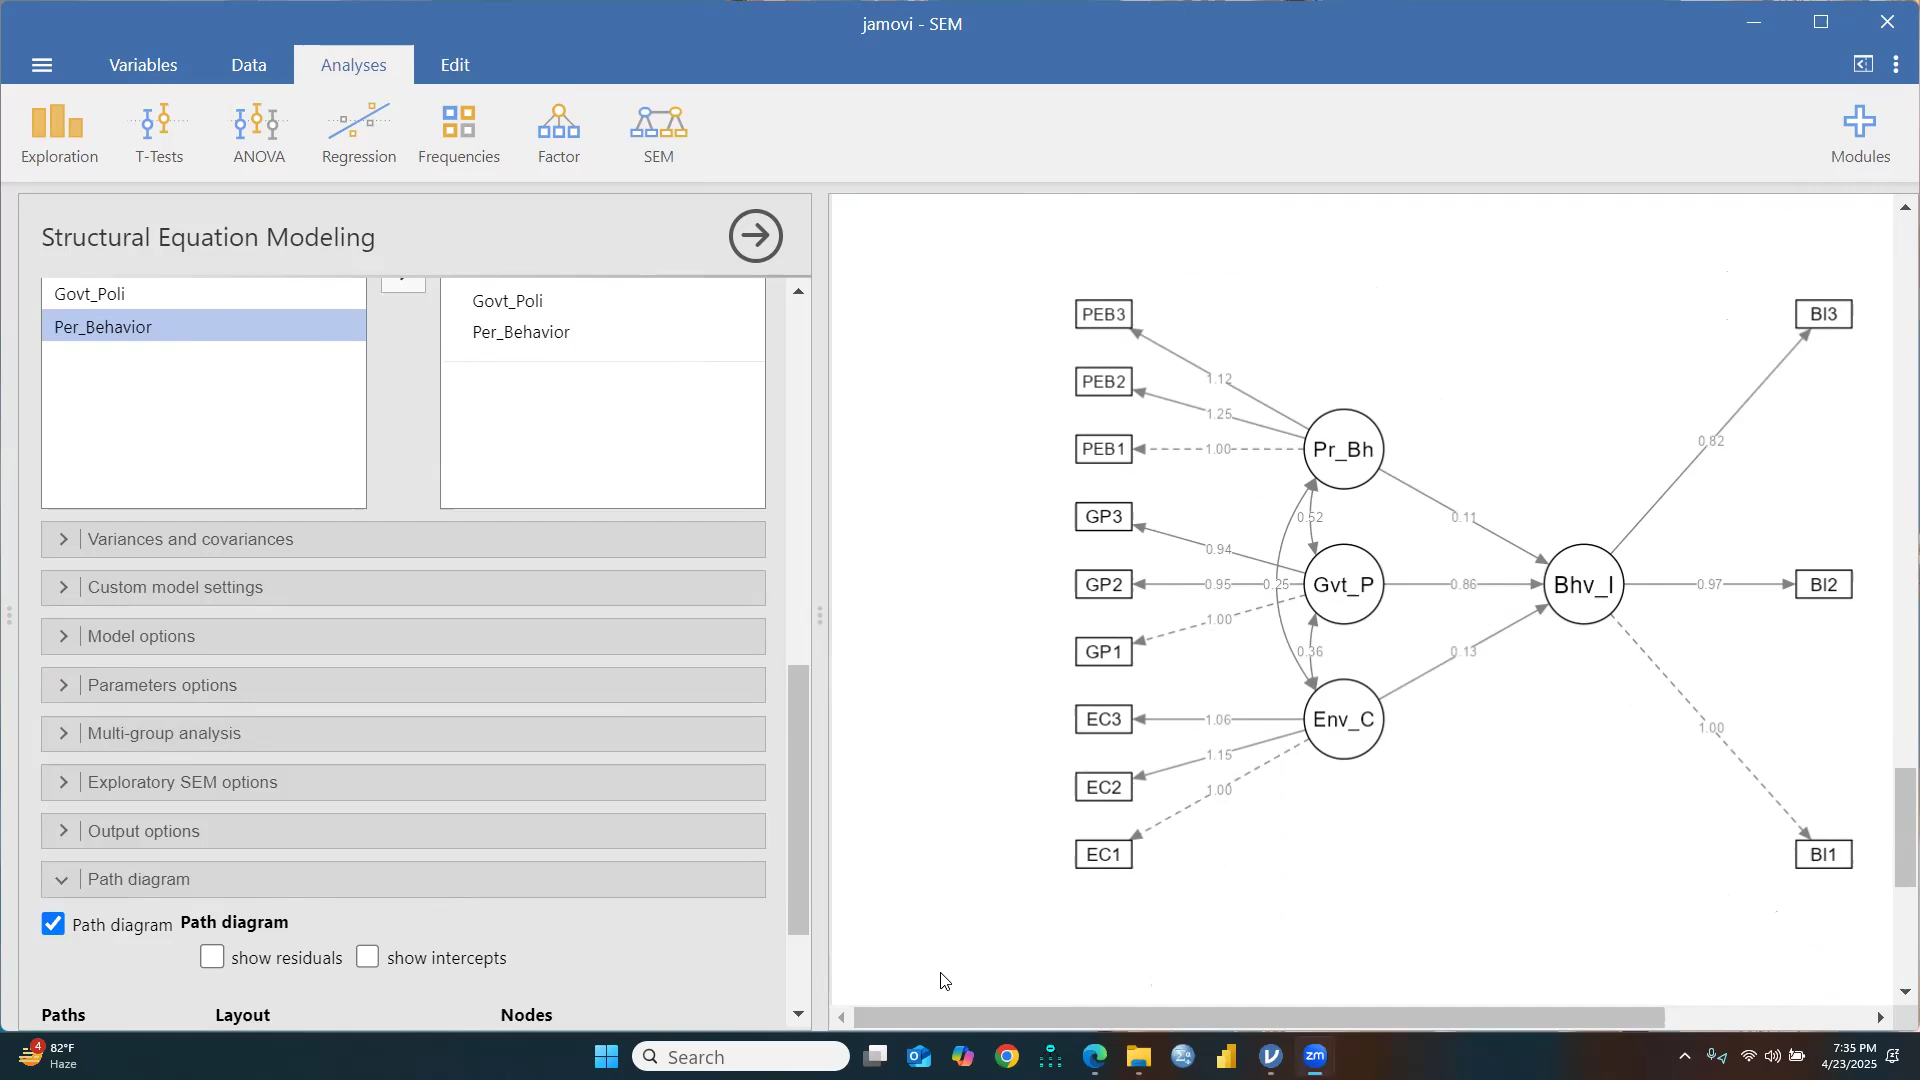 jamovi - SEM
Variables
Data
Analyses
Edit
Exploration
T-Tests
ANOVA
Regression
Frequencies
Factor
SEM
Modules
Structural Equation Modeling
Govt_Poli
Per_Behavior
Govt_Poli
Per_Behavior
Variances and covariances
Custom model settings
Model options
Parameters options
Multi-group analysis
Exploratory SEM options
Output options
Path diagram
Path diagram
Path diagram
show residuals
show intercepts
Paths
Layout
Nodes
PEB3
PEB2
PEB1
GP3
GP2
GP1
EC3
EC2
EC1
1.12
1.25
1.00
0.94
0.95
1.00
1.06
1.15
1.00
Pr_Bh
Gvt_P
Env_C
0.52
0.25
0.36
0.11
0.86
0.13
Bhv_I
0.82
0.97
1.00
BI3
BI2
BI1
4
82°F
Haze
Search
zm
7:35 PM
4/23/2025